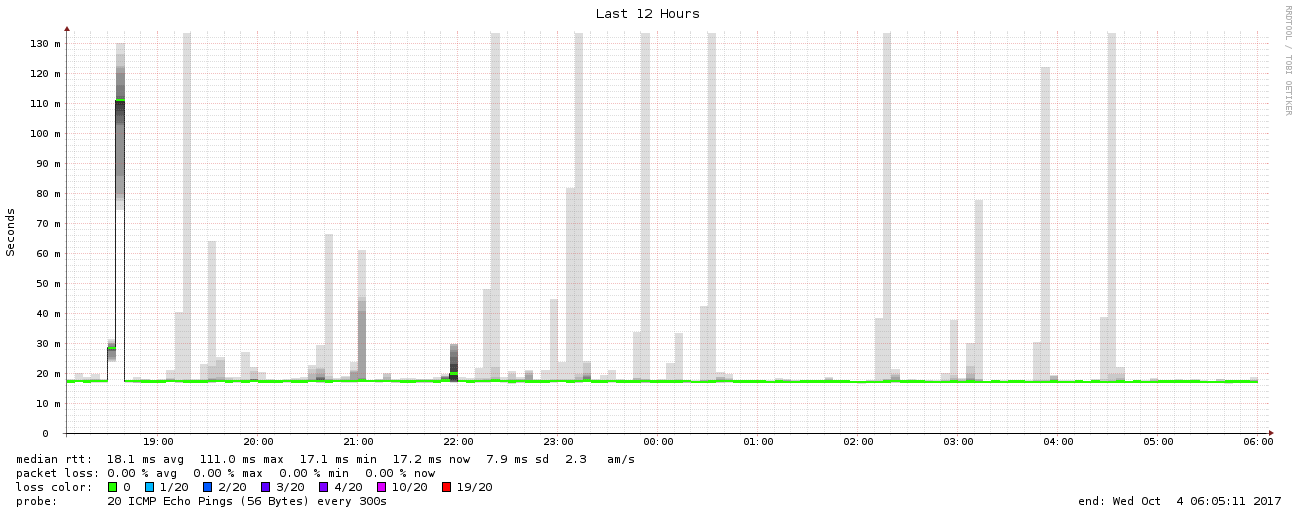 Last 12 Hours
RRDTOOL / TOBI OETIKER
Seconds
130 m
120 m
110 m
100 m
90 m
80 m
70 m
60 m
50 m
40 m
30 m
20 m
10 m
0
19:00 20:00 21:00 22:00 23:00 00:00 01:00 02:00 03:00 04:00 05:00 06:00
median rtt: 18.1 ms avg 111.0 ms max 17.1 ms min 17.2 ms now 7.9 ms sd 2.3 am/s
packet loss: 0.00 % avg 0.00 % max 0.00 % min 0.00 % now
loss color: 0 1/20 2/20 3/20 4/20 10/20 19/20
probe: 20 ICMP Echo Pings (56 Bytes) every 300s end: Wed Oct 4 06:05:11 2017